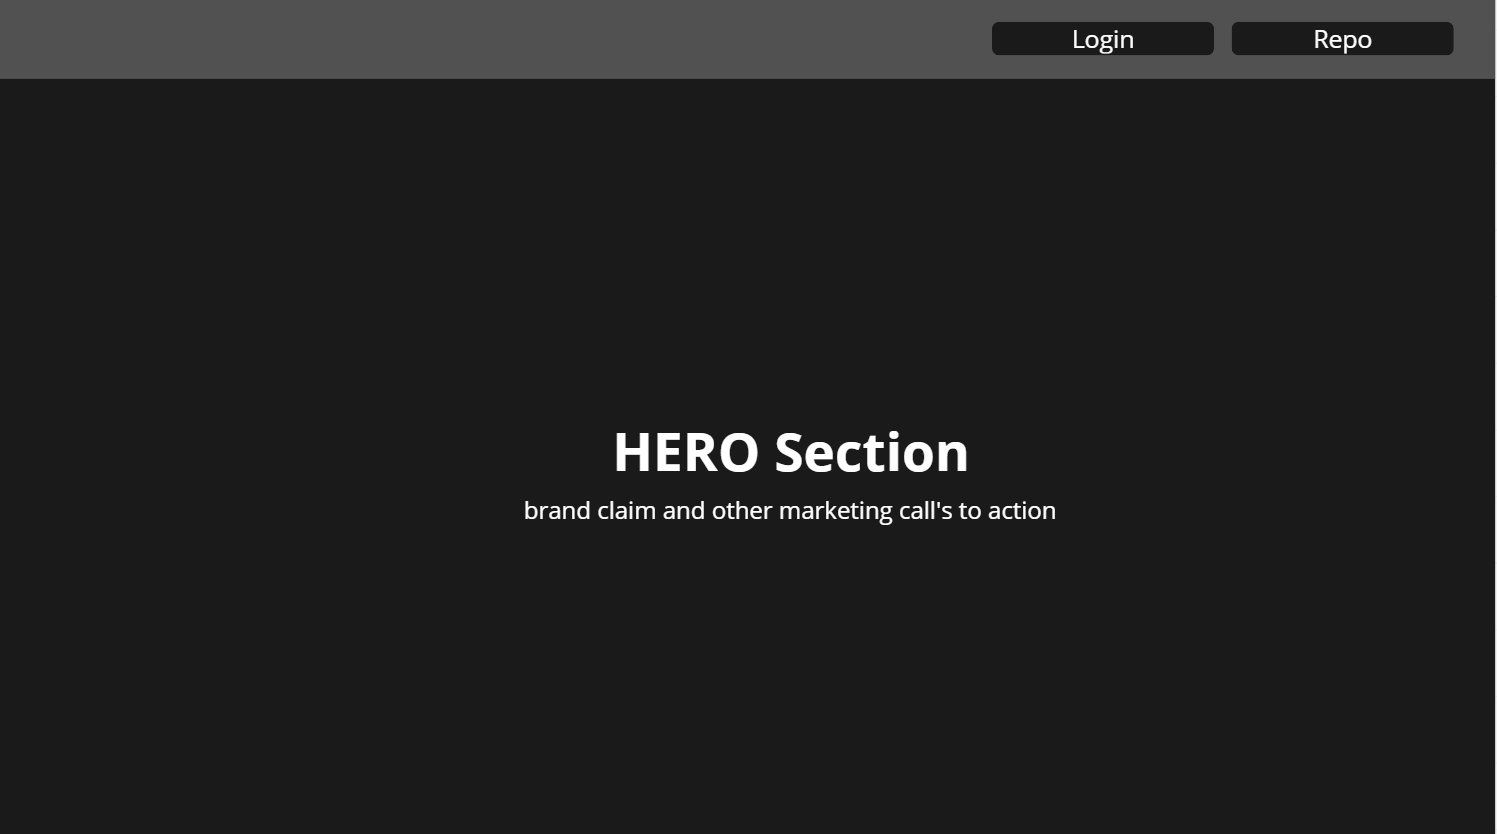 Login
Repo
HERO Section
brand claim and other marketing call's to action